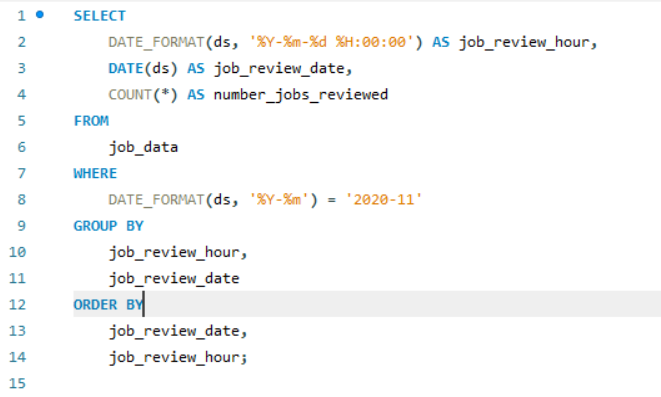 1 SELECT
2 DATE_FORMAT(ds, '%Y-%m-%d %H:00:00') AS job_review_hour,
3 DATE(ds) AS job_review_date,
4 COUNT(*) AS number_jobs_reviewed
5 FROM
6 job_data
7 WHERE
8 DATE_FORMAT(ds, '%Y-%m') = '2020-11'
9 GROUP BY
10 job_review_hour,
11 job_review_date
12 ORDER BY
13 job_review_date,
14 job_review_hour;
15